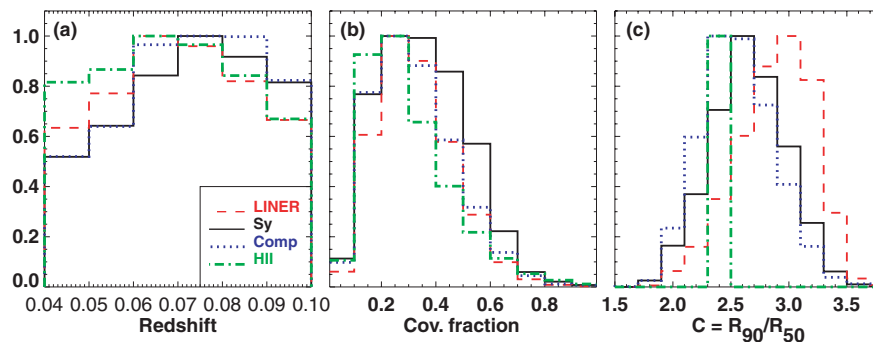 (a)
(b)
(c)
1.0
0.8
0.6
0.4
0.2
0.0
LINER
Sy
Comp
HII
0.04 0.05 0.06 0.07 0.08 0.09 0.10
0.2 0.4 0.6 0.8
1.5 2.0 2.5 3.0 3.5
Redshift
Cov. fraction
C = R90/R50